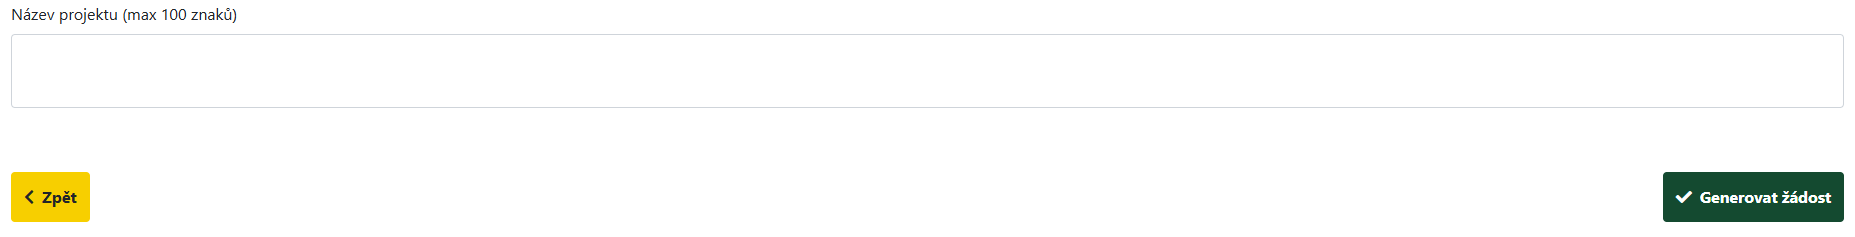 Název projektu (max 100 znaků)
Zpět
Generovat žádost